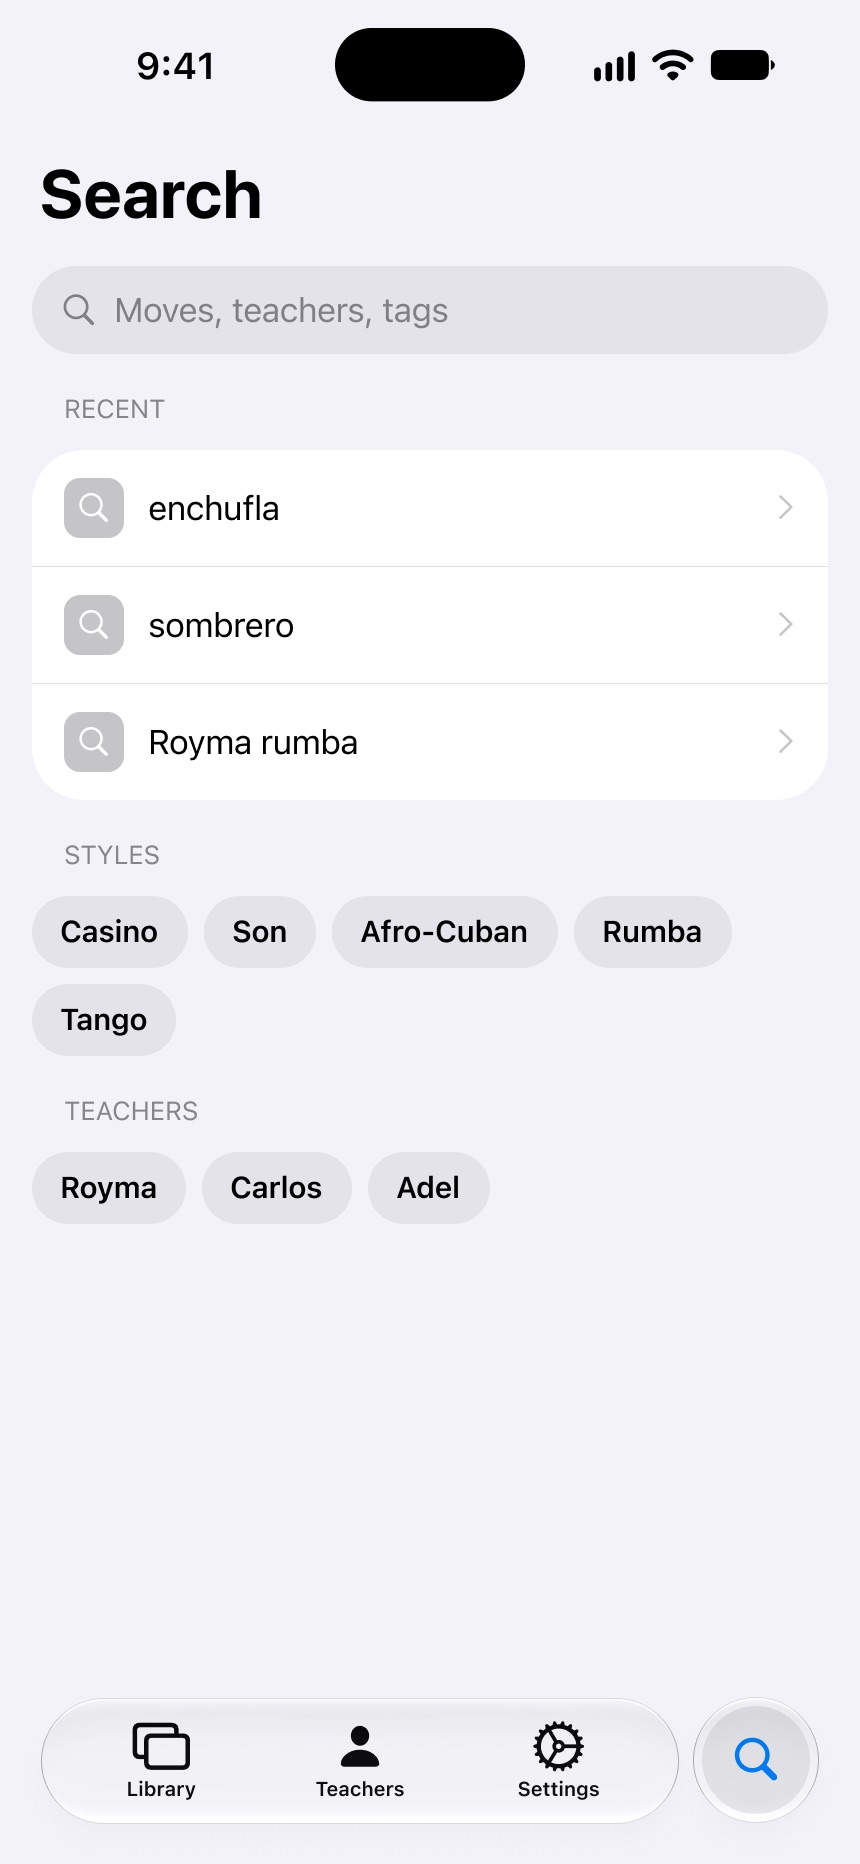 9:41
Search
Moves, teachers, tags
RECENT
enchufla
sombrero
Royma rumba
STYLES
Casino Son Afro-Cuban Rumba
Tango
TEACHERS
Royma Carlos Adel
Library Teachers Settings